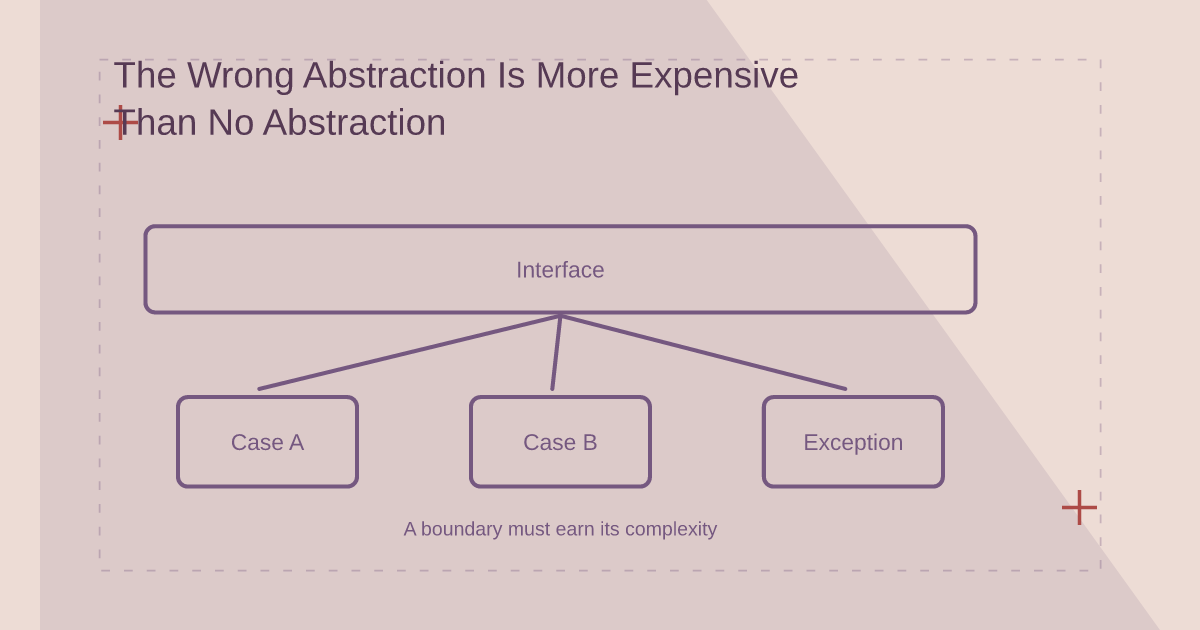 The Wrong Abstraction Is More Expensive
Than No Abstraction
Interface
Case A
Case B
Exception
A boundary must earn its complexity